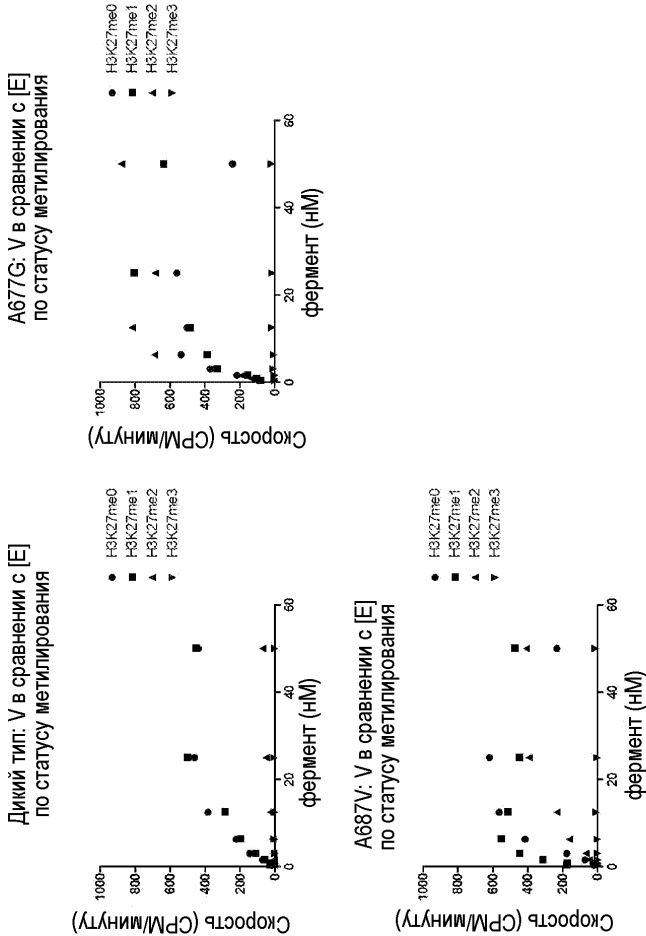 Дикий тип: V в сравнении с [E]
по статусу метилирования
Скорость (CPM/минуту)
1000
800
600
400
200
0
0
20
40
60
фермент (нМ)
H3K27me0
H3K27me1
H3K27me2
H3K27me3
A677G: V в сравнении с [E]
по статусу метилирования
Скорость (CPM/минуту)
1000
800
600
400
200
0
0
20
40
60
фермент (нМ)
H3K27me0
H3K27me1
H3K27me2
H3K27me3
A687V: V в сравнении с [E]
по статусу метилирования
Скорость (CPM/минуту)
1000
800
600
400
200
0
0
20
40
60
фермент (нМ)
H3K27me0
H3K27me1
H3K27me2
H3K27me3